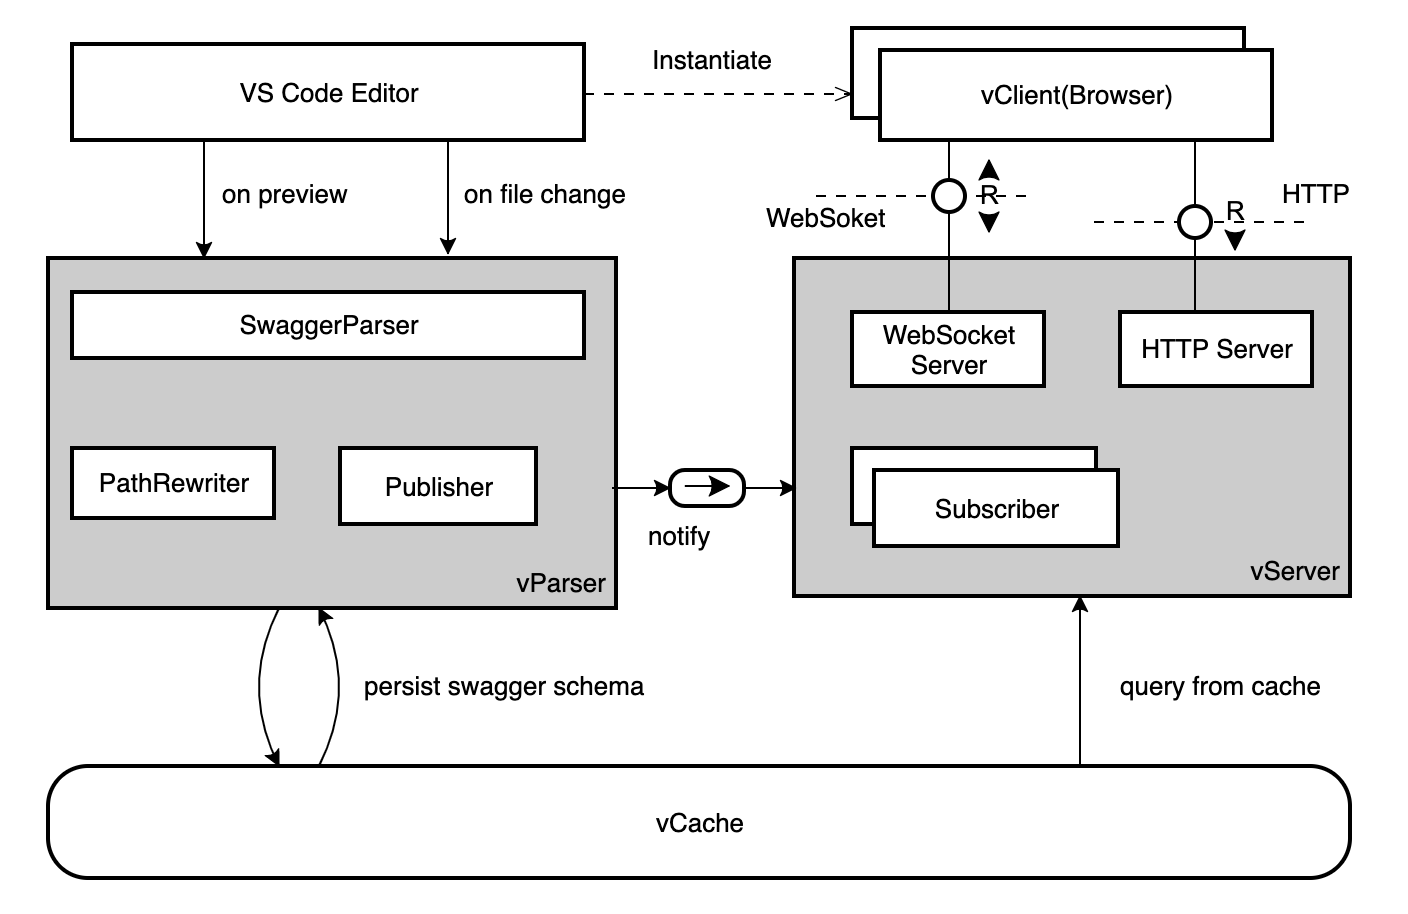 VS Code Editor
Instantiate
vClient(Browser)
on preview
on file change
WebSoket
R
R
HTTP
SwaggerParser
PathRewriter
Publisher
vParser
notify
WebSocket
Server
HTTP Server
Subscriber
vServer
persist swagger schema
query from cache
vCache